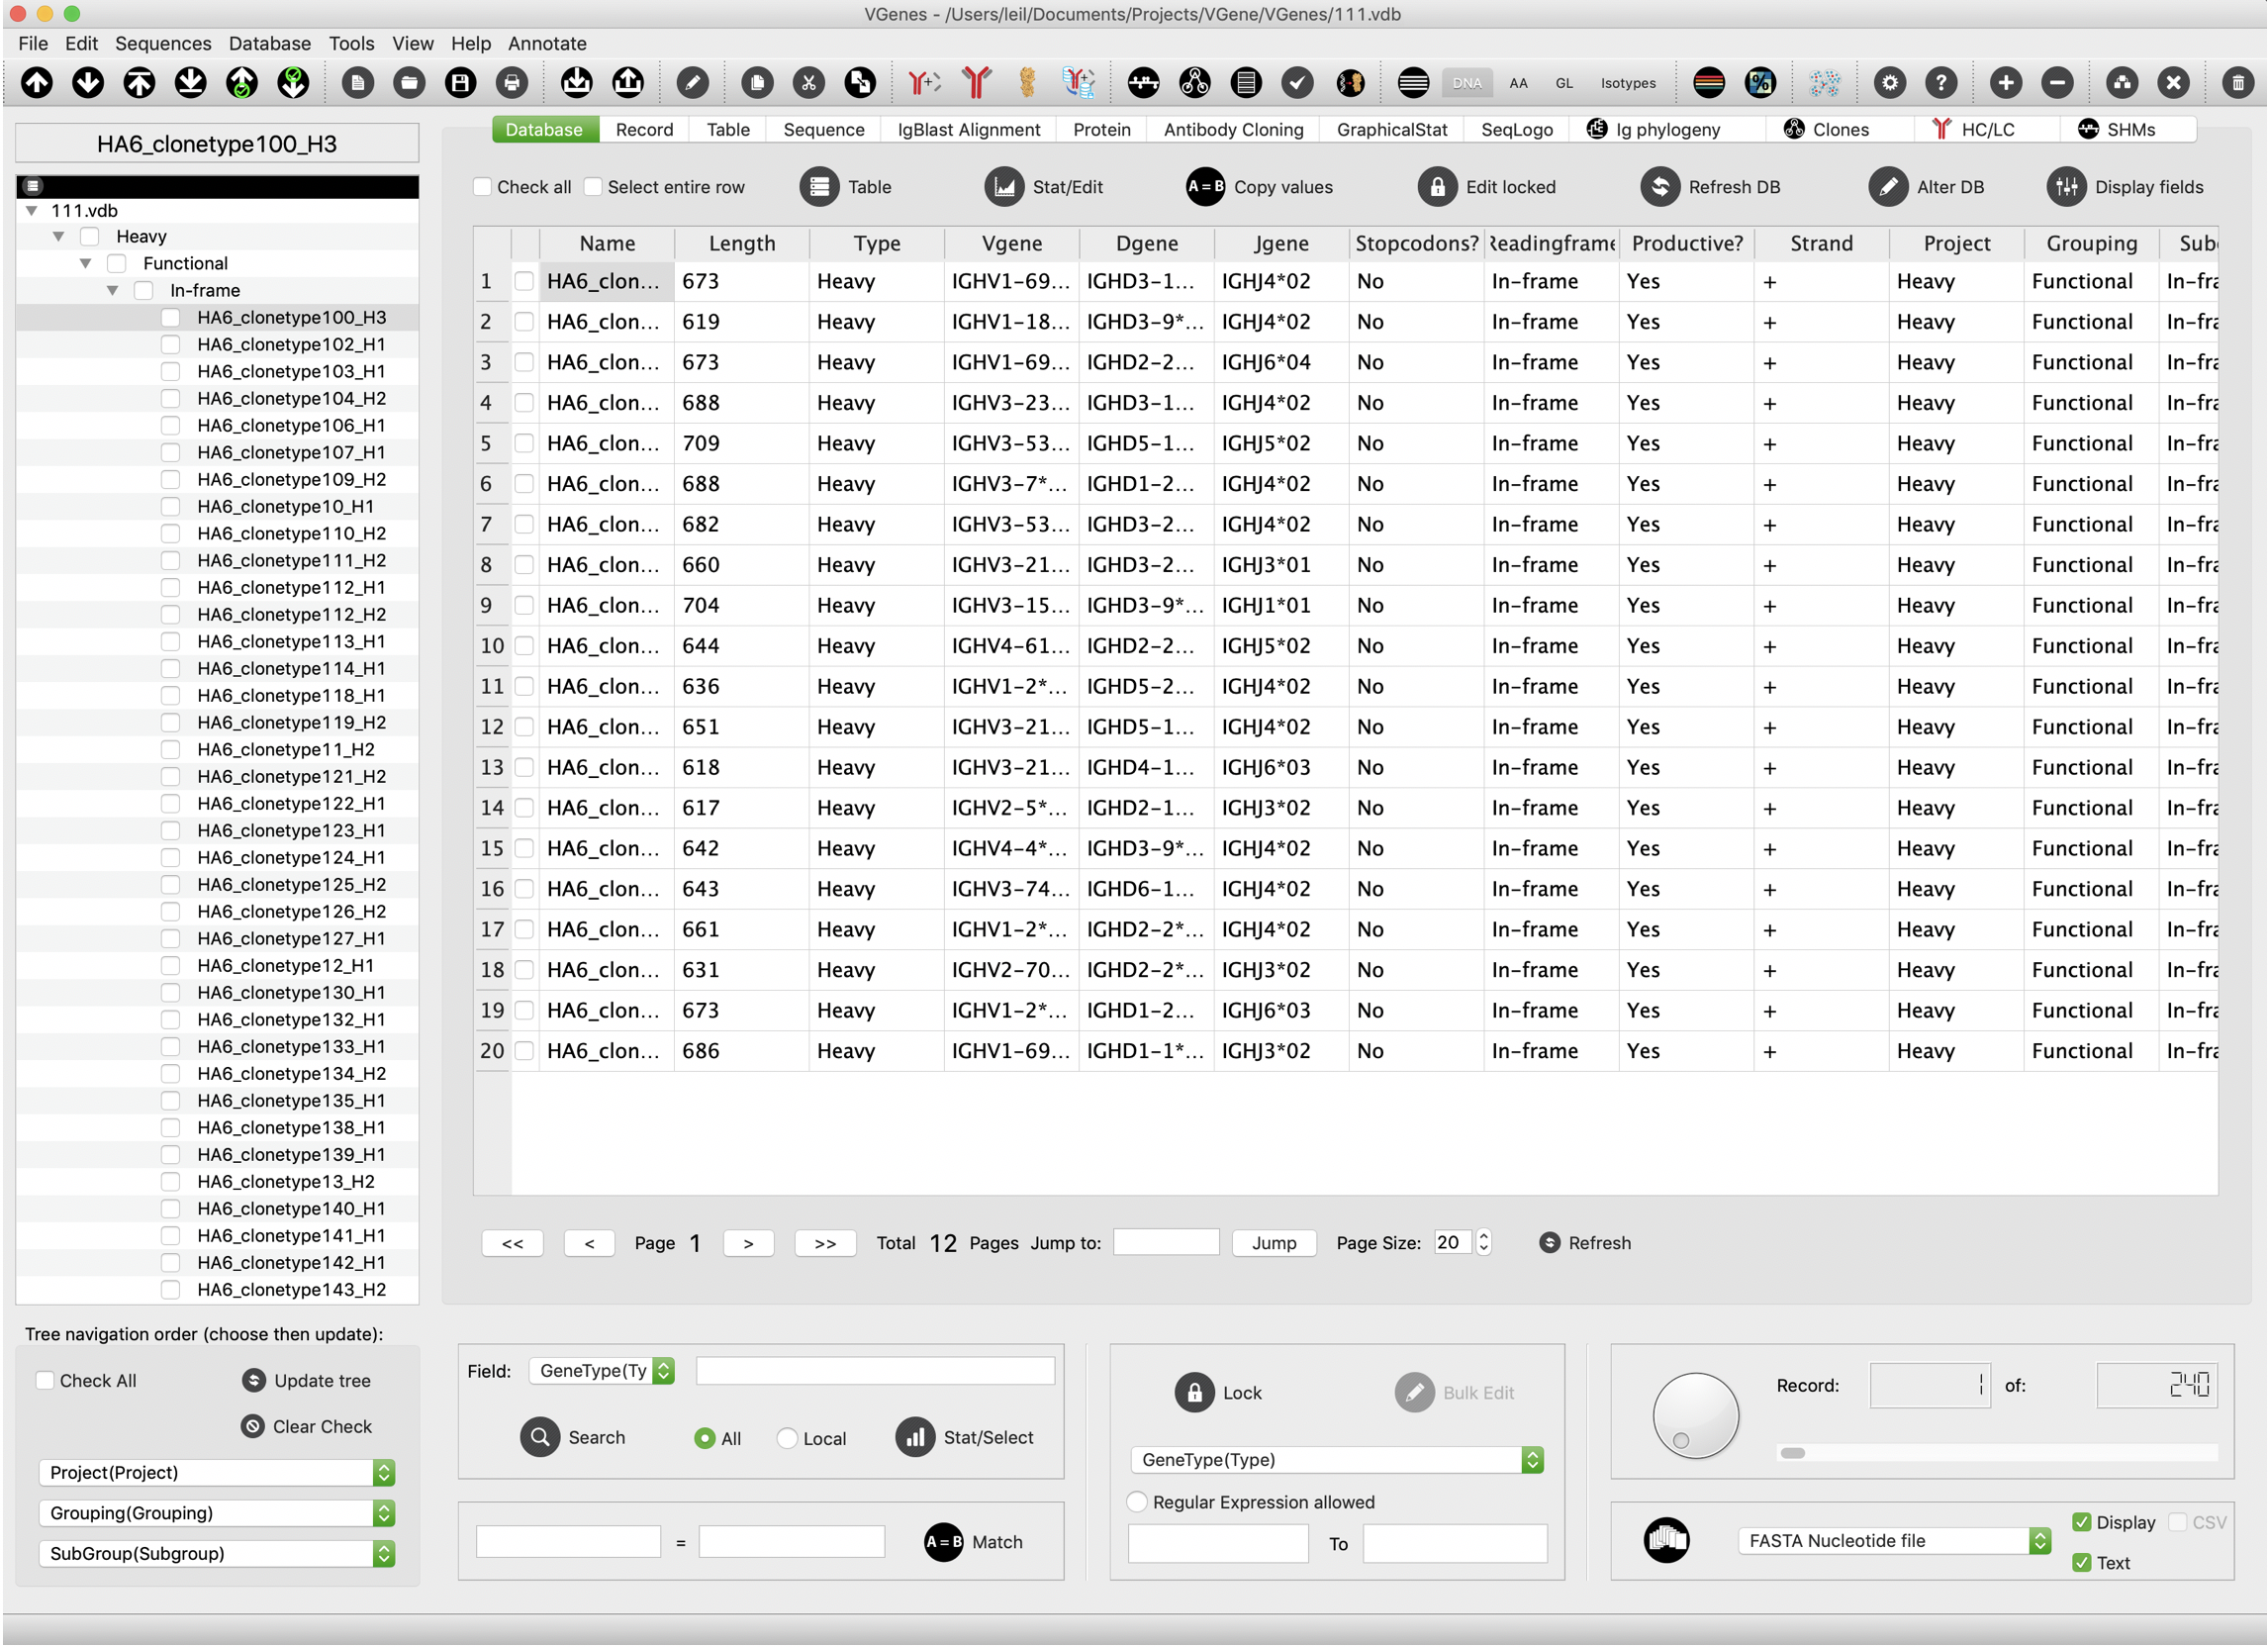 VGenes - /Users/leil/Documents/Projects/VGene/VGenes/111.vdb
File Edit Sequences Database Tools View Help Annotate
DNA AA GL Isotypes
HA6_clonetype100_H3
111.vdb
Heavy
Functional
In-frame
HA6_clonetype100_H3
HA6_clonetype102_H1
HA6_clonetype103_H1
HA6_clonetype104_H2
HA6_clonetype106_H1
HA6_clonetype107_H1
HA6_clonetype109_H2
HA6_clonetype10_H1
HA6_clonetype110_H2
HA6_clonetype111_H2
HA6_clonetype112_H1
HA6_clonetype112_H2
HA6_clonetype113_H1
HA6_clonetype114_H1
HA6_clonetype118_H1
HA6_clonetype119_H2
HA6_clonetype11_H2
HA6_clonetype121_H2
HA6_clonetype122_H1
HA6_clonetype123_H1
HA6_clonetype124_H1
HA6_clonetype125_H2
HA6_clonetype126_H2
HA6_clonetype127_H1
HA6_clonetype12_H1
HA6_clonetype130_H1
HA6_clonetype132_H1
HA6_clonetype133_H1
HA6_clonetype134_H2
HA6_clonetype135_H1
HA6_clonetype138_H1
HA6_clonetype139_H1
HA6_clonetype13_H2
HA6_clonetype140_H1
HA6_clonetype141_H1
HA6_clonetype142_H1
HA6_clonetype143_H2
Database Record Table Sequence IgBlast Alignment Protein Antibody Cloning GraphicalStat SeqLogo Ig phylogeny Clones HC/LC SHMs
Check all Select entire row Table Stat/Edit A=B Copy values Edit locked Refresh DB Alter DB Display fields
Name Length Type Vgene Dgene Jgene Stopcodons? Readingframe Productive? Strand Project Grouping Sub
1 HA6_clon... 673 Heavy IGHV1-69... IGHD3-1... IGHJ4*02 No In-frame Yes + Heavy Functional In-fra
2 HA6_clon... 619 Heavy IGHV1-18... IGHD3-9*... IGHJ4*02 No In-frame Yes + Heavy Functional In-fra
3 HA6_clon... 673 Heavy IGHV1-69... IGHD2-2... IGHJ6*04 No In-frame Yes + Heavy Functional In-fra
4 HA6_clon... 688 Heavy IGHV3-23... IGHD3-1... IGHJ4*02 No In-frame Yes + Heavy Functional In-fra
5 HA6_clon... 709 Heavy IGHV3-53... IGHD5-1... IGHJ5*02 No In-frame Yes + Heavy Functional In-fra
6 HA6_clon... 688 Heavy IGHV3-7*... IGHD1-2... IGHJ4*02 No In-frame Yes + Heavy Functional In-fra
7 HA6_clon... 682 Heavy IGHV3-53... IGHD3-2... IGHJ4*02 No In-frame Yes + Heavy Functional In-fra
8 HA6_clon... 660 Heavy IGHV3-21... IGHD3-2... IGHJ3*01 No In-frame Yes + Heavy Functional In-fra
9 HA6_clon... 704 Heavy IGHV3-15... IGHD3-9*... IGHJ1*01 No In-frame Yes + Heavy Functional In-fra
10 HA6_clon... 644 Heavy IGHV4-61... IGHD2-2... IGHJ5*02 No In-frame Yes + Heavy Functional In-fra
11 HA6_clon... 636 Heavy IGHV1-2*... IGHD5-2... IGHJ4*02 No In-frame Yes + Heavy Functional In-fra
12 HA6_clon... 651 Heavy IGHV3-21... IGHD5-1... IGHJ4*02 No In-frame Yes + Heavy Functional In-fra
13 HA6_clon... 618 Heavy IGHV3-21... IGHD4-1... IGHJ6*03 No In-frame Yes + Heavy Functional In-fra
14 HA6_clon... 617 Heavy IGHV2-5*... IGHD2-1... IGHJ3*02 No In-frame Yes + Heavy Functional In-fra
15 HA6_clon... 642 Heavy IGHV4-4*... IGHD3-9*... IGHJ4*02 No In-frame Yes + Heavy Functional In-fra
16 HA6_clon... 643 Heavy IGHV3-74... IGHD6-1... IGHJ4*02 No In-frame Yes + Heavy Functional In-fra
17 HA6_clon... 661 Heavy IGHV1-2*... IGHD2-2*... IGHJ4*02 No In-frame Yes + Heavy Functional In-fra
18 HA6_clon... 631 Heavy IGHV2-70... IGHD2-2*... IGHJ3*02 No In-frame Yes + Heavy Functional In-fra
19 HA6_clon... 673 Heavy IGHV1-2*... IGHD1-2... IGHJ6*03 No In-frame Yes + Heavy Functional In-fra
20 HA6_clon... 686 Heavy IGHV1-69... IGHD1-1*... IGHJ3*02 No In-frame Yes + Heavy Functional In-fra
<< < Page 1 > >> Total 12 Pages Jump to: Jump Page Size: 20 Refresh
Tree navigation order (choose then update):
Check All Update tree
Clear Check
Project(Project)
Grouping(Grouping)
SubGroup(Subgroup)
Field: GeneType(Ty
Search All Local Stat/Select
= A=B Match
Lock Bulk Edit
GeneType(Type)
Regular Expression allowed
To
Record: 1 of: 240
FASTA Nucleotide file Display CSV
Text